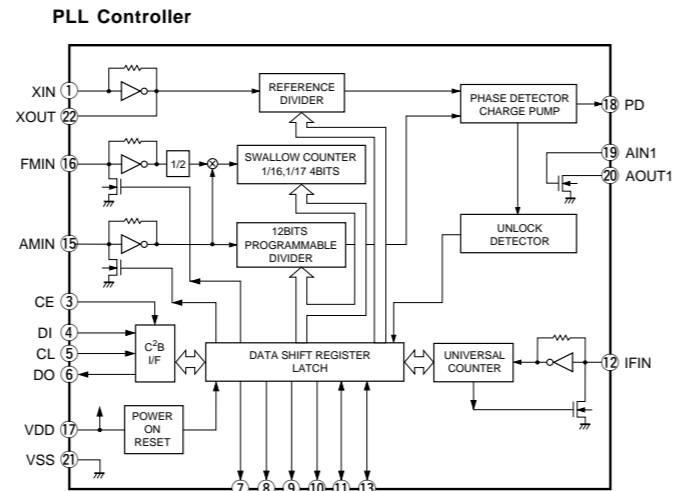 PLL Controller
XIN 1
XOUT 22
REFERENCE
DIVIDER
PHASE DETECTOR
CHARGE PUMP
18 PD
19 AIN1
20 AOUT1
FMIN 16
1/2
SWALLOW COUNTER
1/16,1/17 4BITS
AMIN 15
12BITS
PROGRAMMABLE
DIVIDER
UNLOCK
DETECTOR
CE 3
DI 4
CL 5
DO 6
C²B
I/F
DATA SHIFT REGISTER
LATCH
UNIVERSAL
COUNTER
12 IFIN
VDD 17
POWER
ON
RESET
VSS 21
7 8 9 10 11 13